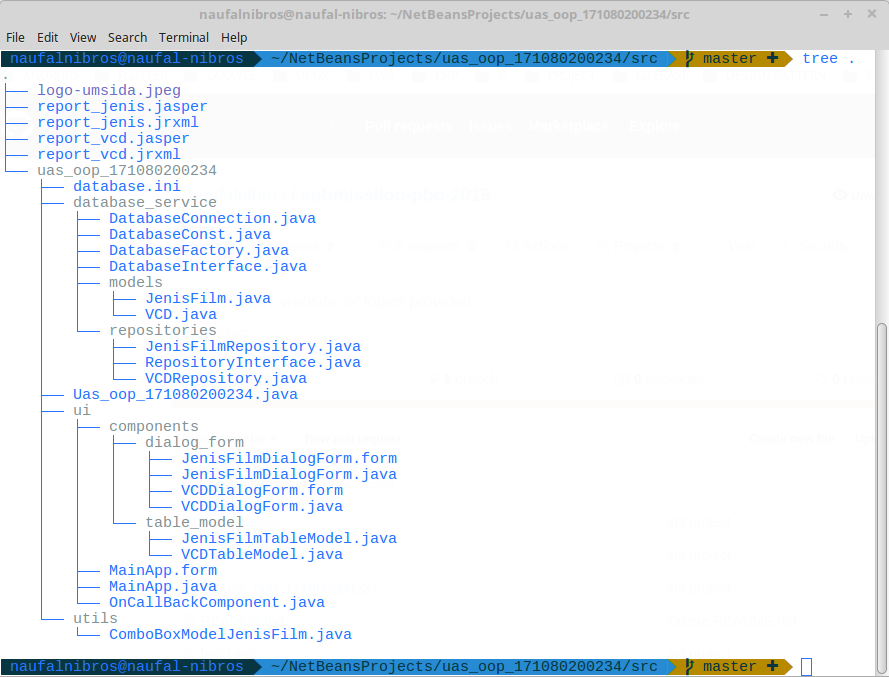 naufalnibros@naufal-nibros: ~/NetBeansProjects/uas_oop_171080200234/src
File Edit View Search Terminal Help
naufalnibros@naufal-nibros ~/NetBeansProjects/uas_oop_171080200234/src master + tree .
.
├── logo-umsida.jpeg
├── report_jenis.jasper
├── report_jenis.jrxml
├── report_vcd.jasper
├── report_vcd.jrxml
└── uas_oop_171080200234
    ├── database.ini
    ├── database_service
    │   ├── DatabaseConnection.java
    │   ├── DatabaseConst.java
    │   ├── DatabaseFactory.java
    │   ├── DatabaseInterface.java
    │   ├── models
    │   │   ├── JenisFilm.java
    │   │   └── VCD.java
    │   └── repositories
    │       ├── JenisFilmRepository.java
    │       ├── RepositoryInterface.java
    │       └── VCDRepository.java
    ├── Uas_oop_171080200234.java
    ├── ui
    │   ├── components
    │   │   ├── dialog_form
    │   │   │   ├── JenisFilmDialogForm.form
    │   │   │   ├── JenisFilmDialogForm.java
    │   │   │   ├── VCDDialogForm.form
    │   │   │   └── VCDDialogForm.java
    │   │   └── table_model
    │   │       ├── JenisFilmTableModel.java
    │   │       └── VCDTableModel.java
    │   ├── MainApp.form
    │   ├── MainApp.java
    │   └── OnCallBackComponent.java
    └── utils
        └── ComboBoxModelJenisFilm.java
naufalnibros@naufal-nibros ~/NetBeansProjects/uas_oop_171080200234/src master +